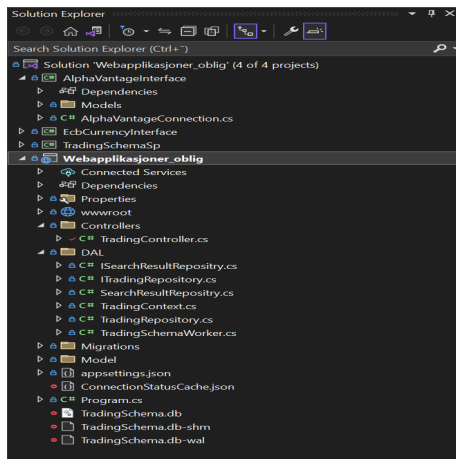 Solution Explorer
Search Solution Explorer (Ctrl+¨)
Solution 'Webapplikasjoner_oblig' (4 of 4 projects)
C# AlphaVantageInterface
Dependencies
Models
C# AlphaVantageConnection.cs
C# EcbCurrencyInterface
C# TradingSchemaSp
Webapplikasjoner_oblig
Connected Services
Dependencies
Properties
wwwroot
Controllers
C# TradingController.cs
DAL
C# ISearchResultRepositry.cs
C# ITradingRepository.cs
C# SearchResultRepositry.cs
C# TradingContext.cs
C# TradingRepository.cs
C# TradingSchemaWorker.cs
Migrations
Model
appsettings.json
ConnectionStatusCache.json
C# Program.cs
TradingSchema.db
TradingSchema.db-shm
TradingSchema.db-wal